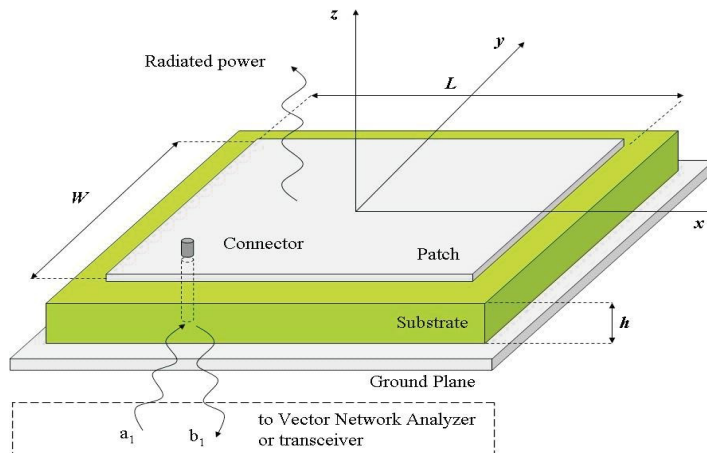 z
y
Radiated power
L
W
x
Connector
Patch
Substrate
h
Ground Plane
a1
b1
to Vector Network Analyzer
or transceiver